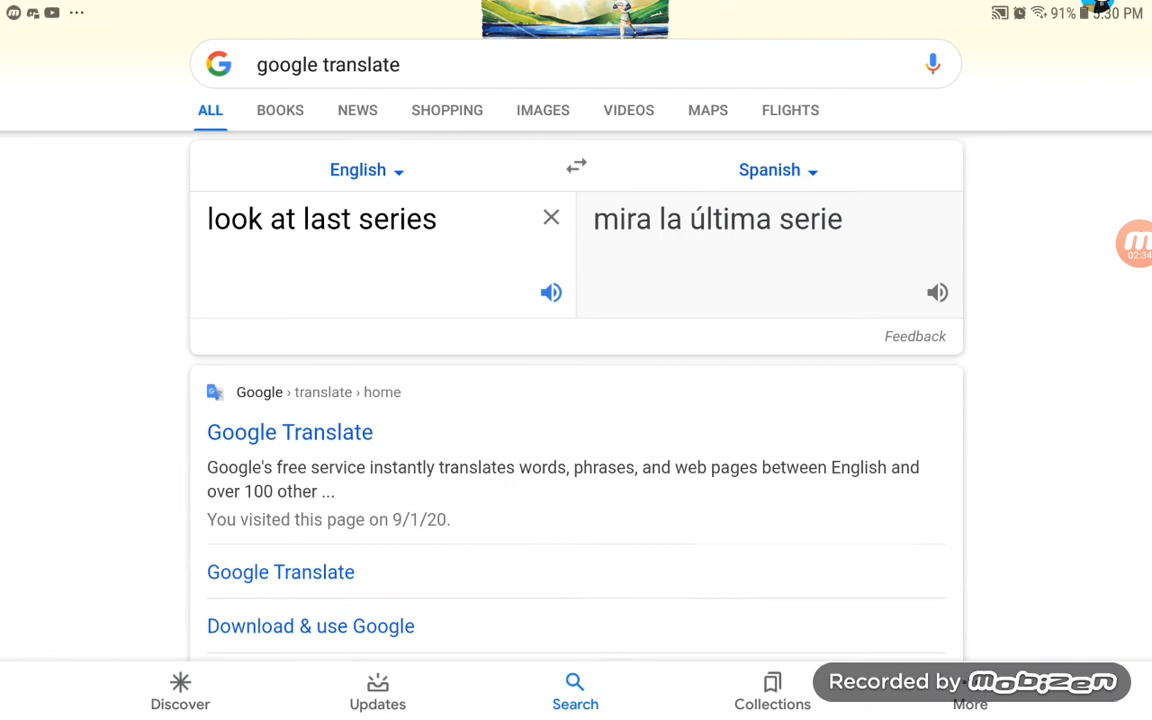 91% 5:30 PM
google translate
ALL BOOKS NEWS SHOPPING IMAGES VIDEOS MAPS FLIGHTS
English Spanish
look at last series mira la última serie
Feedback
Google › translate › home
Google Translate
Google's free service instantly translates words, phrases, and web pages between English and
over 100 other ...
You visited this page on 9/1/20.
Google Translate
Download & use Google
Discover Updates Search Collections More
Recorded by mobizen
m
02:34